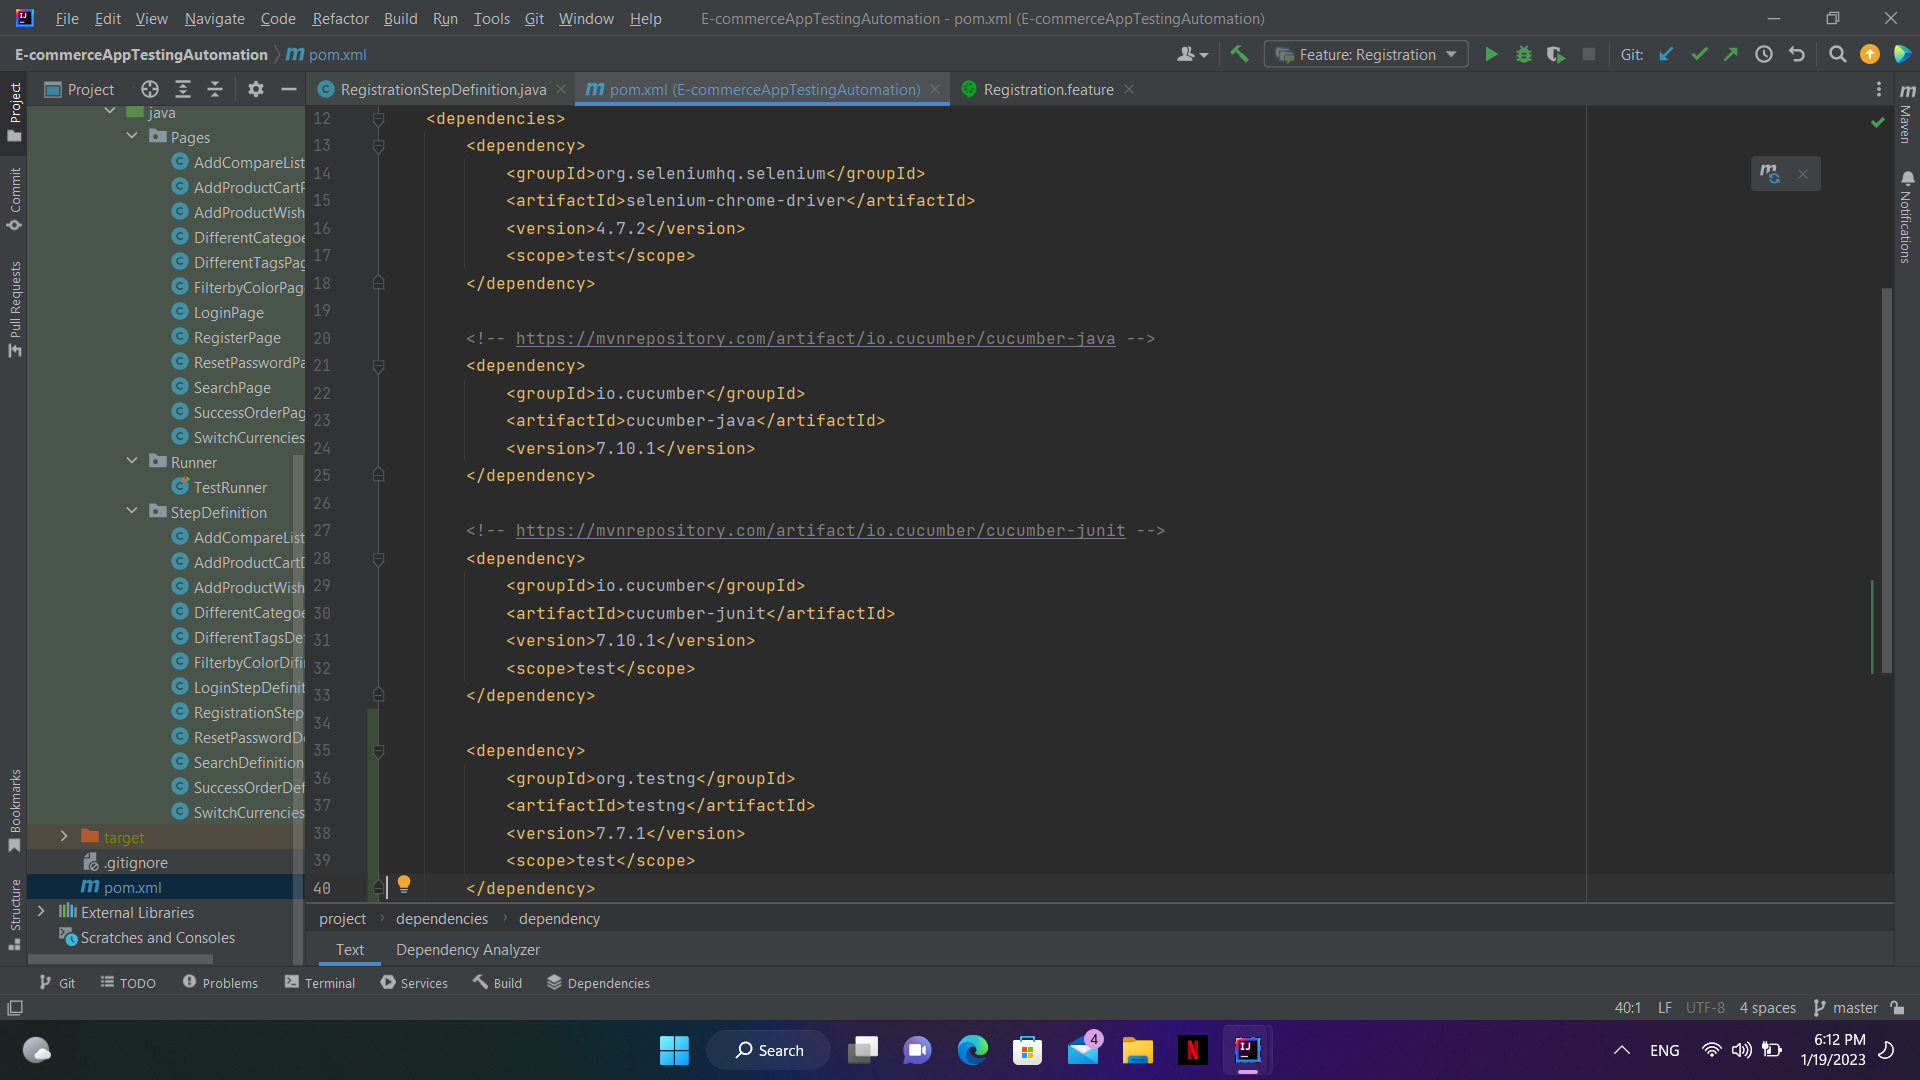 File Edit View Navigate Code Refactor Build Run Tools Git Window Help E-commerceAppTestingAutomation - pom.xml (E-commerceAppTestingAutomation)
E-commerceAppTestingAutomation pom.xml Feature: Registration Git:
Project RegistrationStepDefinition.java pom.xml (E-commerceAppTestingAutomation) Registration.feature
Project
Commit
Pull Requests
Bookmarks
Structure
java
Pages
AddCompareList
AddProductCartP
AddProductWish
DifferentCategoe
DifferentTagsPag
FilterbyColorPag
LoginPage
RegisterPage
ResetPasswordPa
SearchPage
SuccessOrderPag
SwitchCurrencies
Runner
TestRunner
StepDefinition
AddCompareList
AddProductCartD
AddProductWish
DifferentCategoe
DifferentTagsDe
FilterbyColorDifi
LoginStepDefinit
RegistrationStep
ResetPasswordDe
SearchDefinition
SuccessOrderDef
SwitchCurrencies
target
.gitignore
pom.xml
External Libraries
Scratches and Consoles
12 <dependencies>
13 <dependency>
14 <groupId>org.seleniumhq.selenium</groupId>
15 <artifactId>selenium-chrome-driver</artifactId>
16 <version>4.7.2</version>
17 <scope>test</scope>
18 </dependency>
19
20 <!-- https://mvnrepository.com/artifact/io.cucumber/cucumber-java -->
21 <dependency>
22 <groupId>io.cucumber</groupId>
23 <artifactId>cucumber-java</artifactId>
24 <version>7.10.1</version>
25 </dependency>
26
27 <!-- https://mvnrepository.com/artifact/io.cucumber/cucumber-junit -->
28 <dependency>
29 <groupId>io.cucumber</groupId>
30 <artifactId>cucumber-junit</artifactId>
31 <version>7.10.1</version>
32 <scope>test</scope>
33 </dependency>
34
35 <dependency>
36 <groupId>org.testng</groupId>
37 <artifactId>testng</artifactId>
38 <version>7.7.1</version>
39 <scope>test</scope>
40 </dependency>
Maven
Notifications
project dependencies dependency
Text Dependency Analyzer
Git TODO Problems Terminal Services Build Dependencies
40:1 LF UTF-8 4 spaces master
Search 4 ENG 6:12 PM
1/19/2023